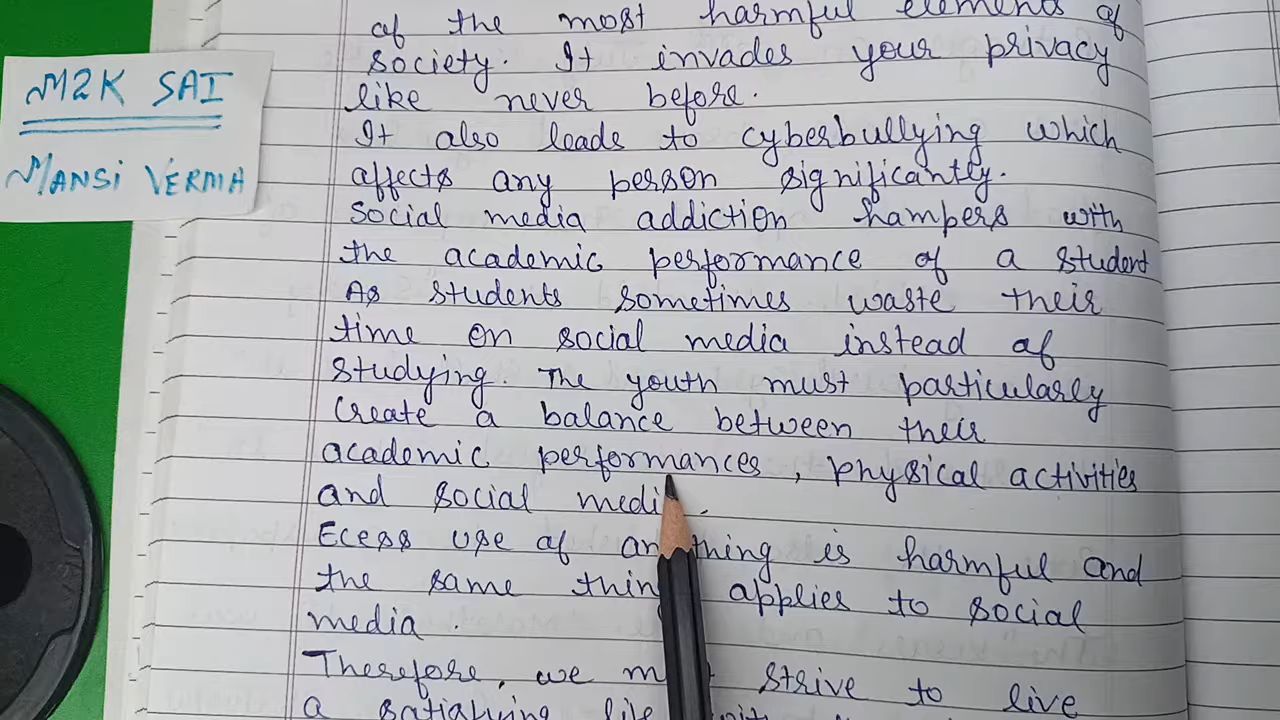 of the most harmful elements of
society. It invades your privacy
like never before.
It also leads to cyberbullying which
affects any person significantly.
Social media addiction hampers with
the academic performance of a student
As students sometimes waste their
time on social media instead of
studying. The youth must particularly
create a balance between their
academic performances, physical activities
and social medi.
Ecess use of anything is harmful and
the same thing applies to social
media.
Therefore, we must strive to live
a life
M2K SAI
MANSI VERMA